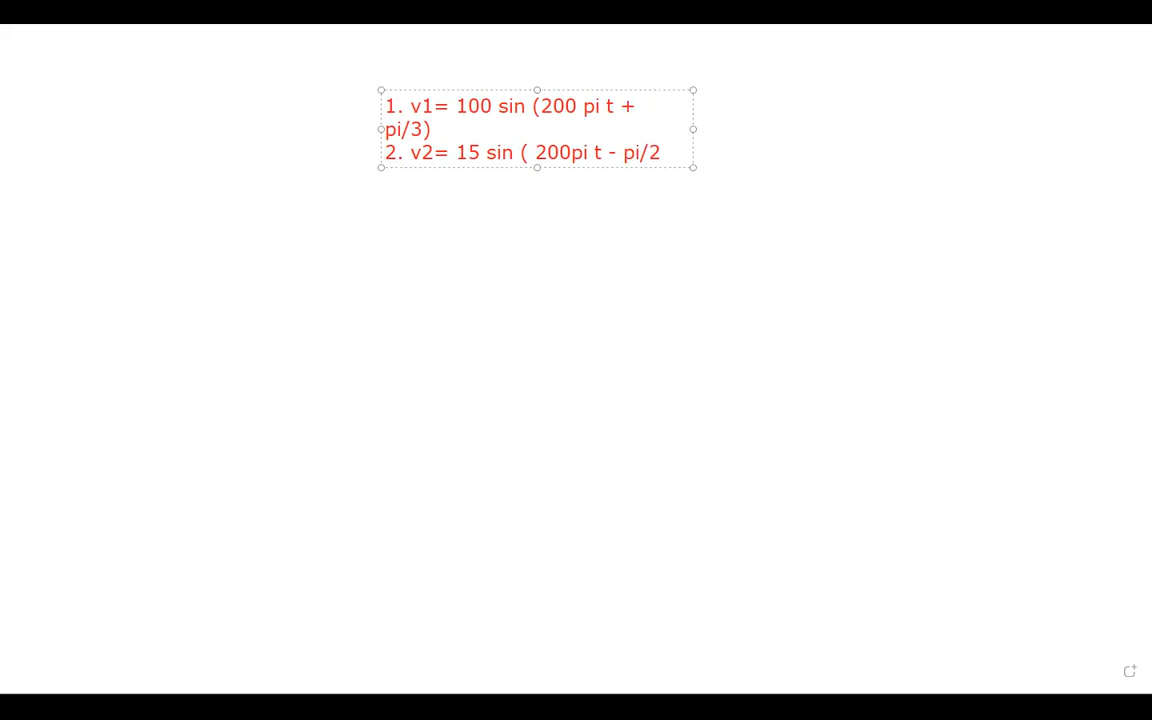 1. v1= 100 sin (200 pi t +
pi/3)
2. v2= 15 sin ( 200pi t - pi/2